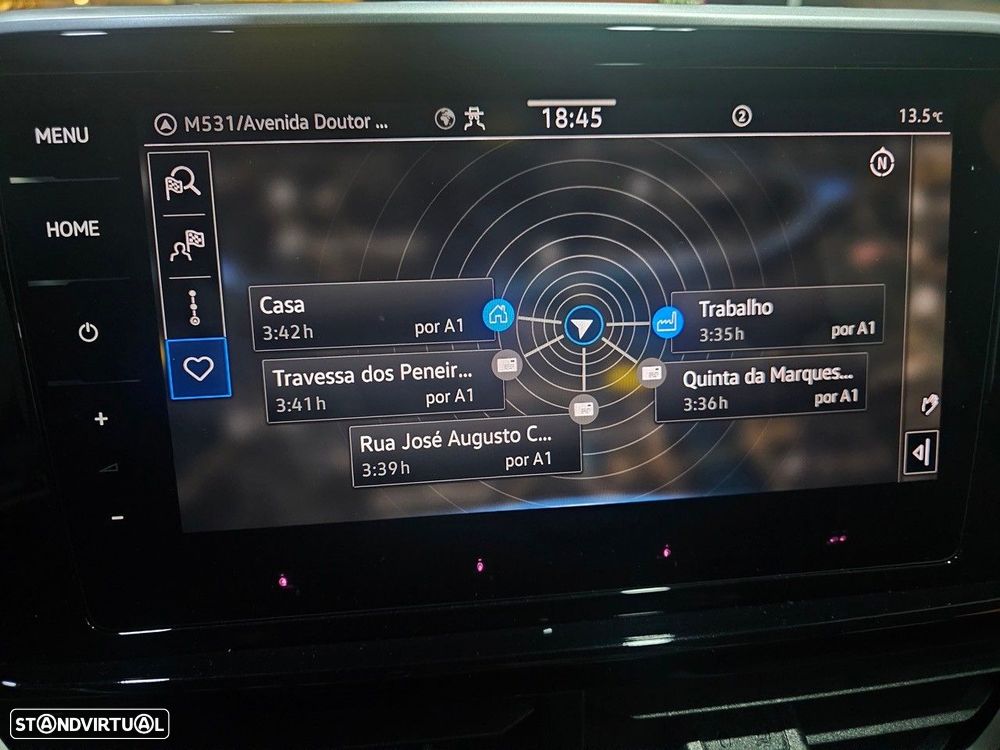 MENU
HOME
M531/Avenida Doutor ...
18:45
2
13.5°C
N
Casa
3:42h
por A1
Trabalho
3:35h
por A1
Travessa dos Peneir...
3:41h
por A1
Quinta da Marques...
3:36h
por A1
Rua José Augusto C...
3:39h
por A1
+
-
STANDVIRTUAL